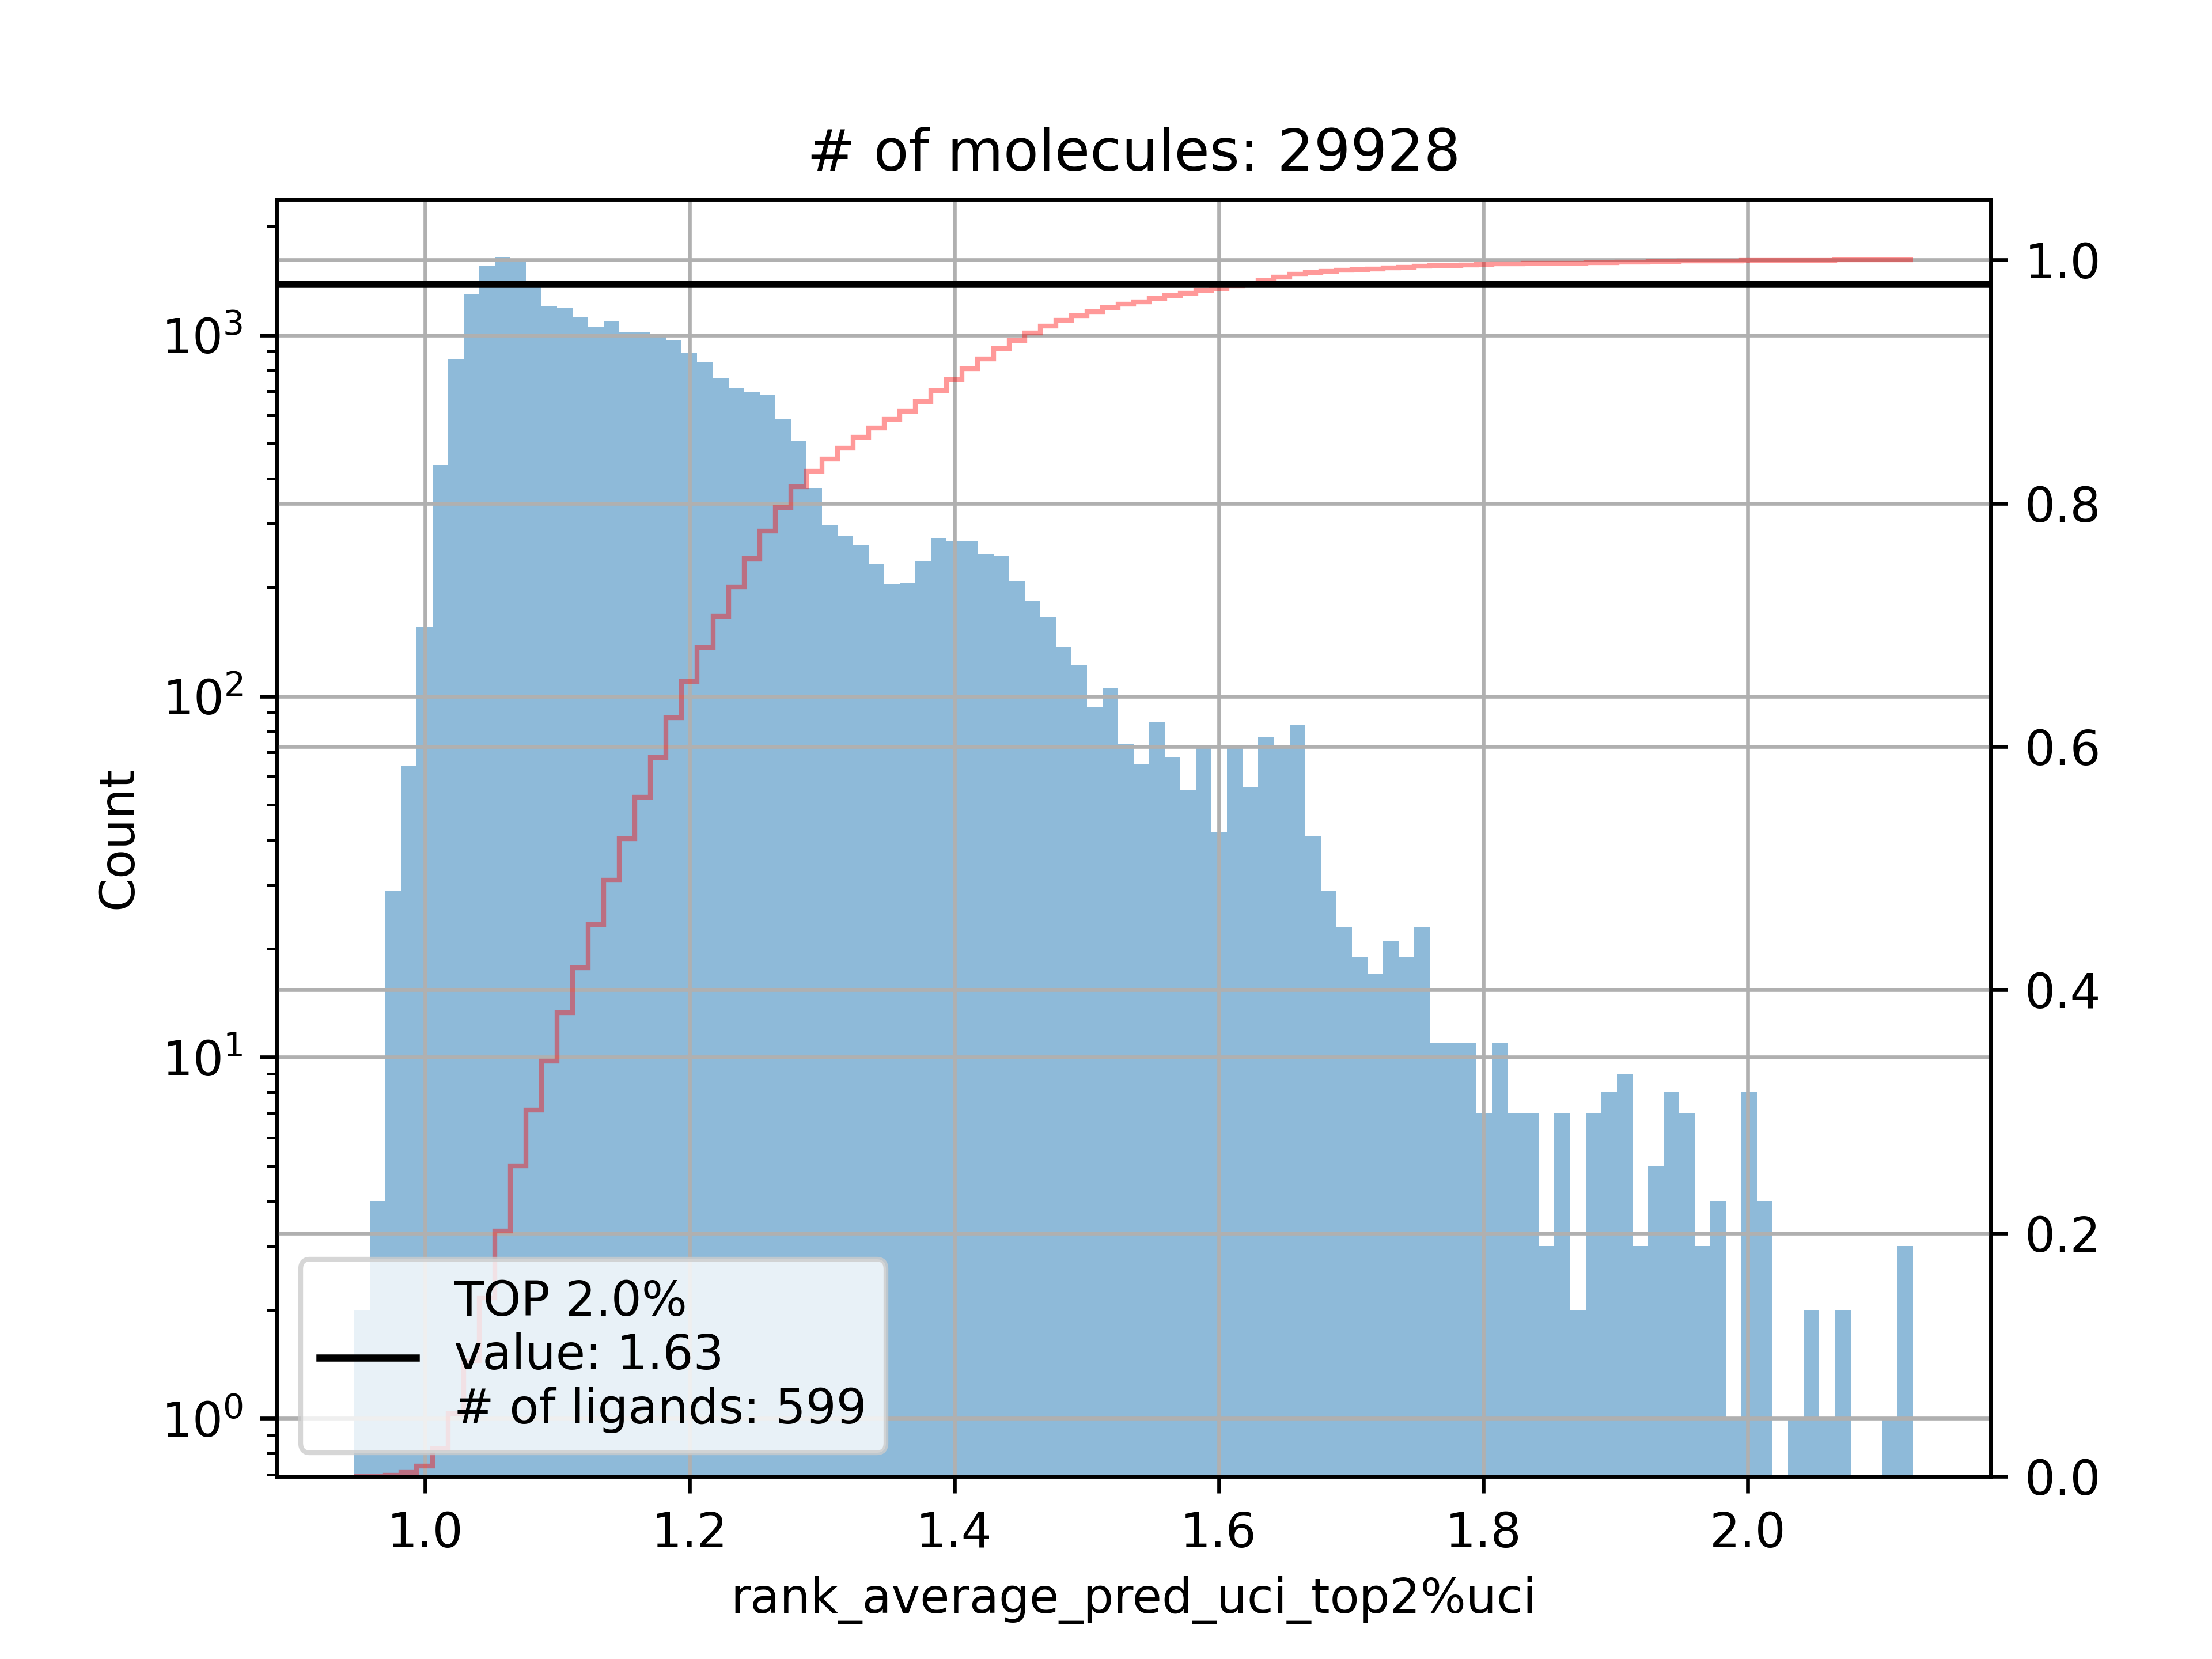 # of molecules: 29928
Count
10³
10²
10¹
10⁰
1.0
0.8
0.6
0.4
0.2
0.0
TOP 2.0%
value: 1.63
# of ligands: 599
1.0 1.2 1.4 1.6 1.8 2.0
rank_average_pred_uci_top2%uci